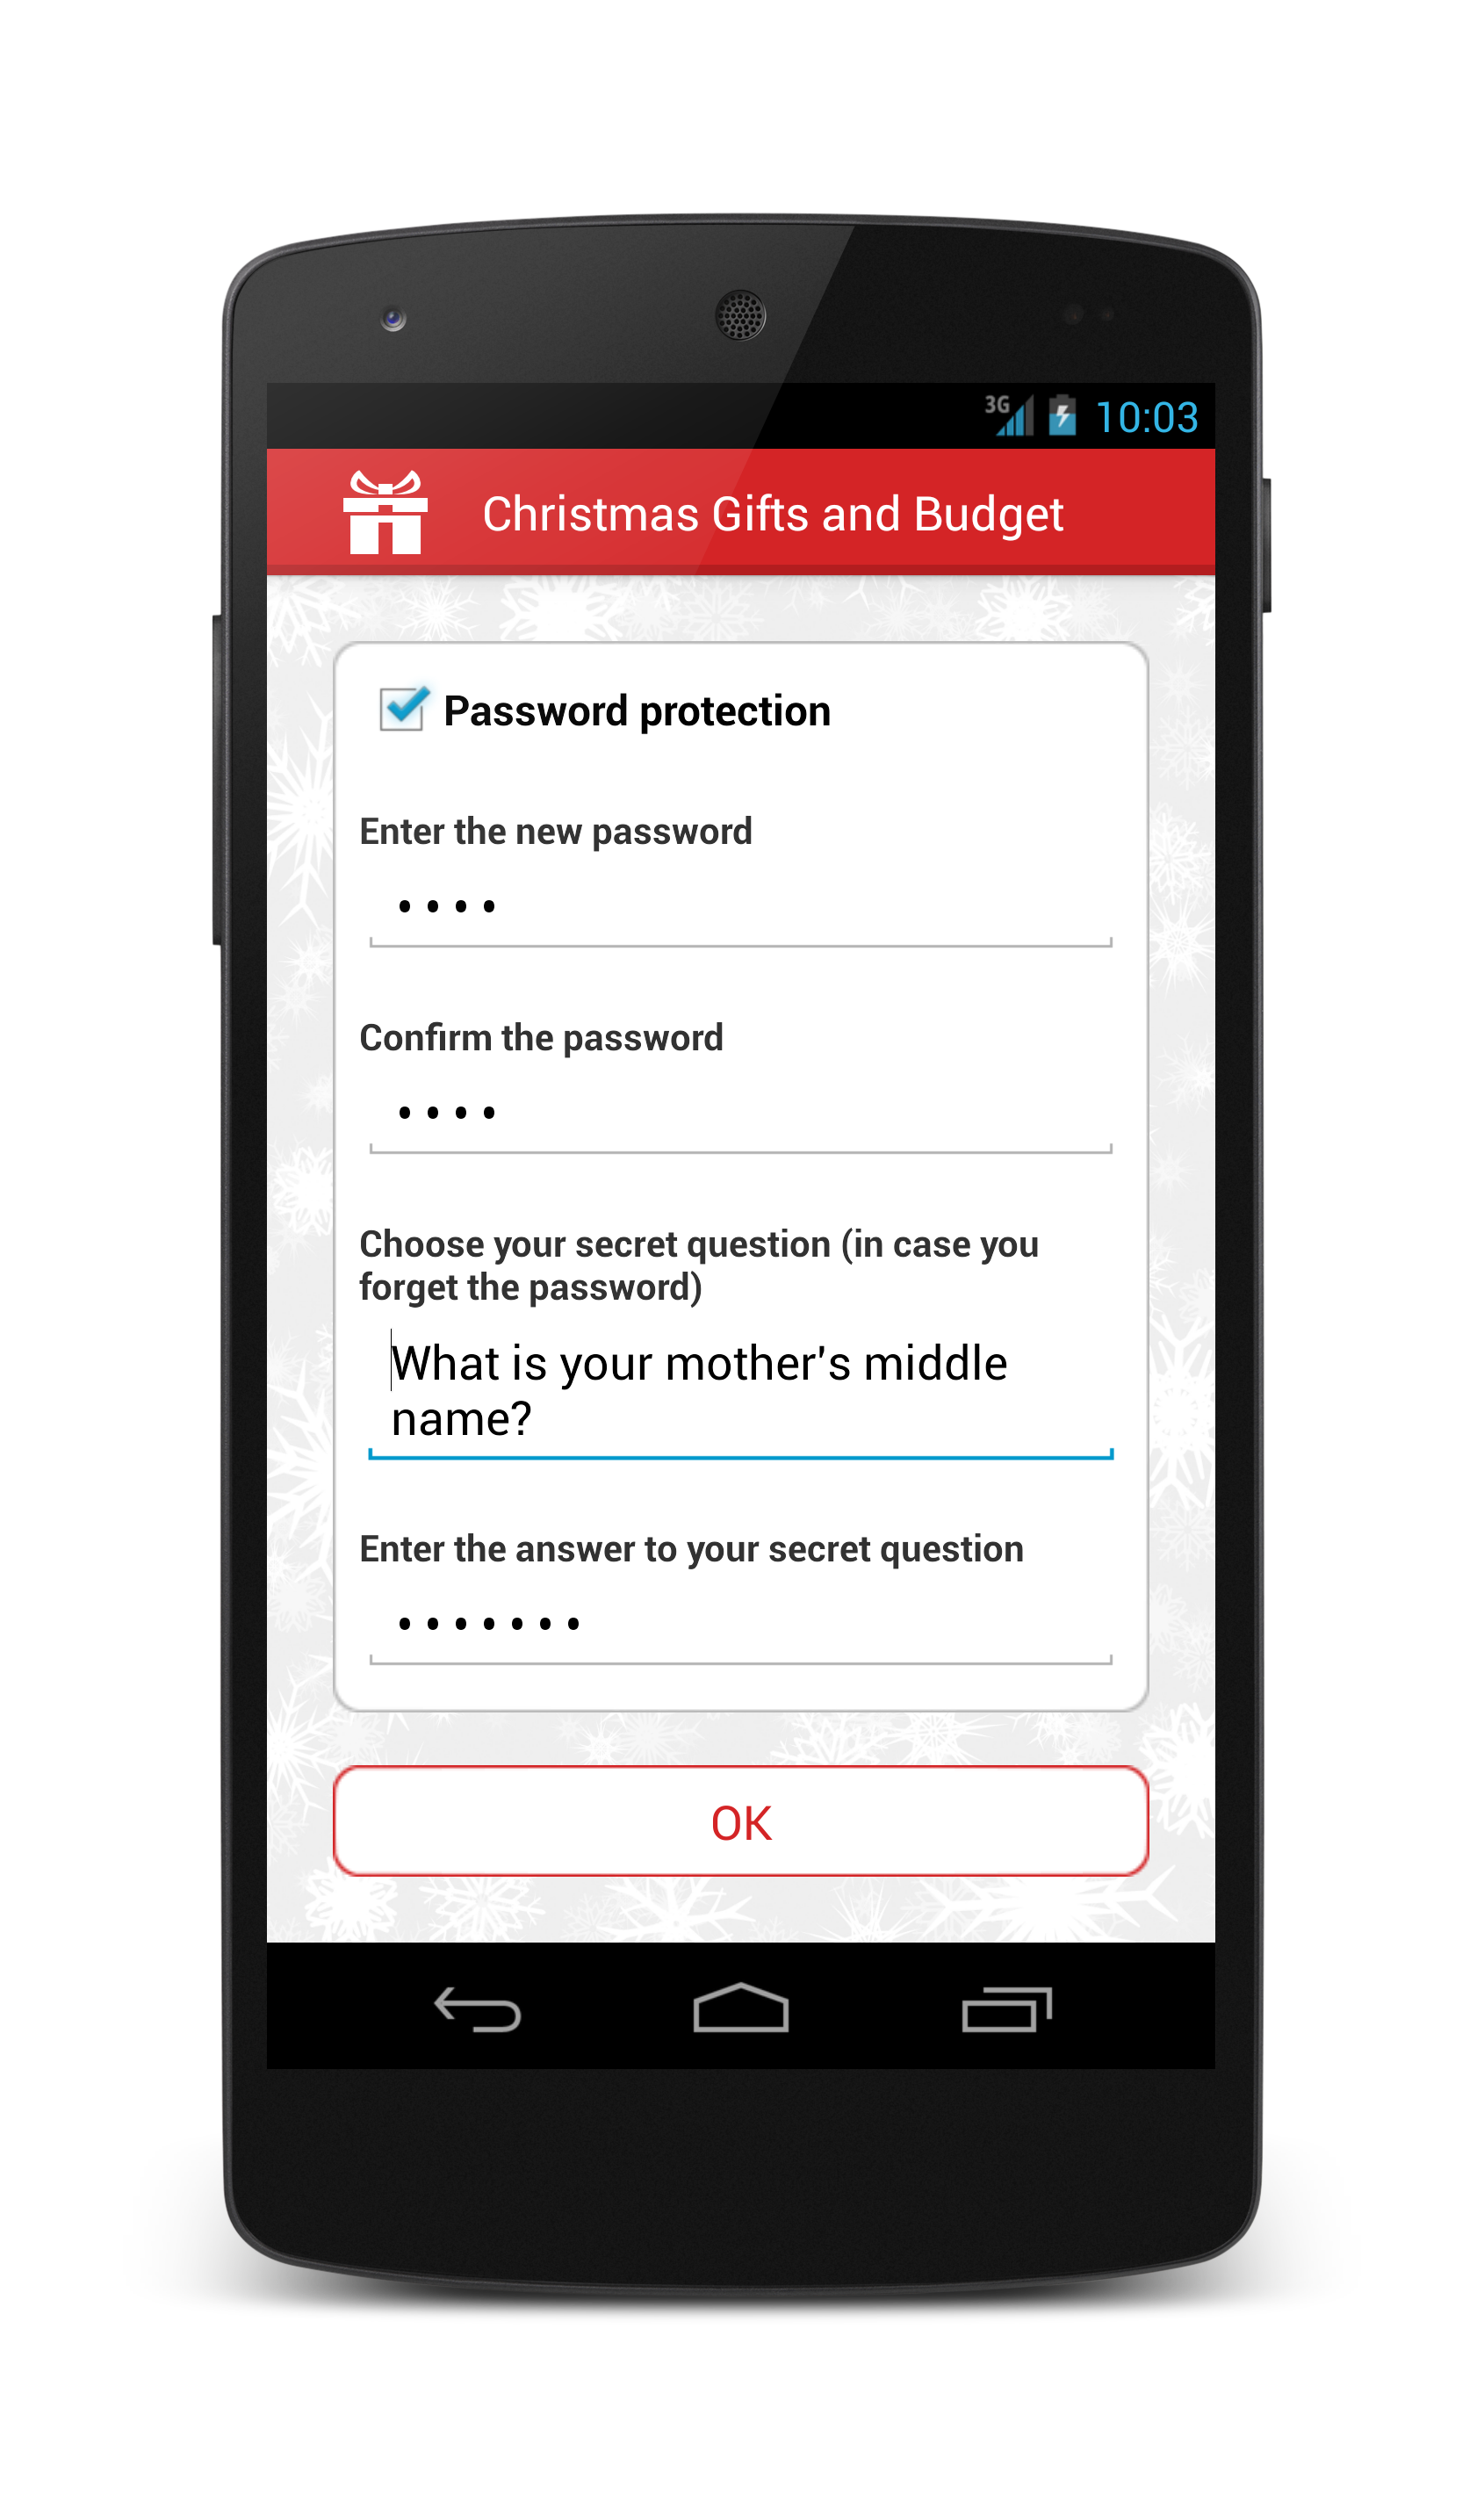 3G 10:03
Christmas Gifts and Budget
Password protection
Enter the new password
••••
Confirm the password
••••
Choose your secret question (in case you
forget the password)
What is your mother's middle
name?
Enter the answer to your secret question
•••••••
OK